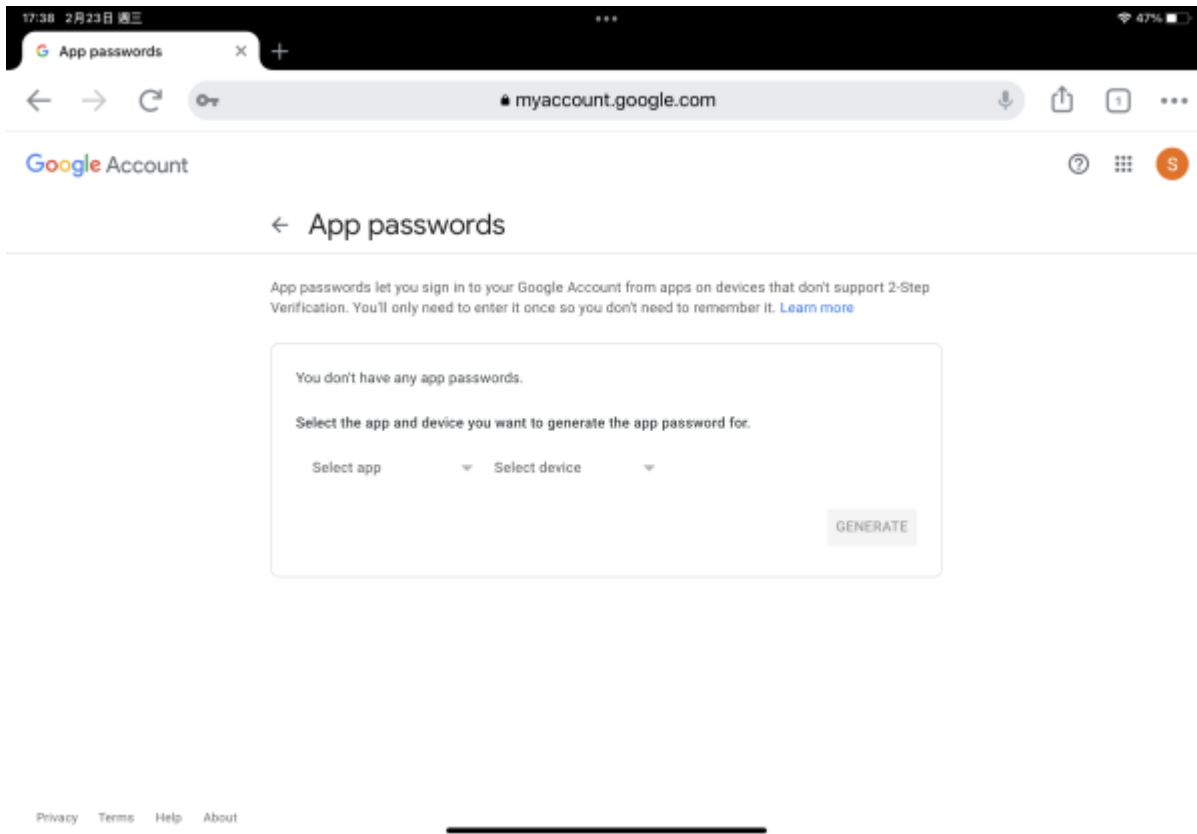 17:38 2月23日 週三
47%
G App passwords
myaccount.google.com
1
Google Account
S
App passwords
App passwords let you sign in to your Google Account from apps on devices that don't support 2-Step
Verification. You'll only need to enter it once so you don't need to remember it. Learn more
You don't have any app passwords.
Select the app and device you want to generate the app password for.
Select app Select device
GENERATE
Privacy Terms Help About